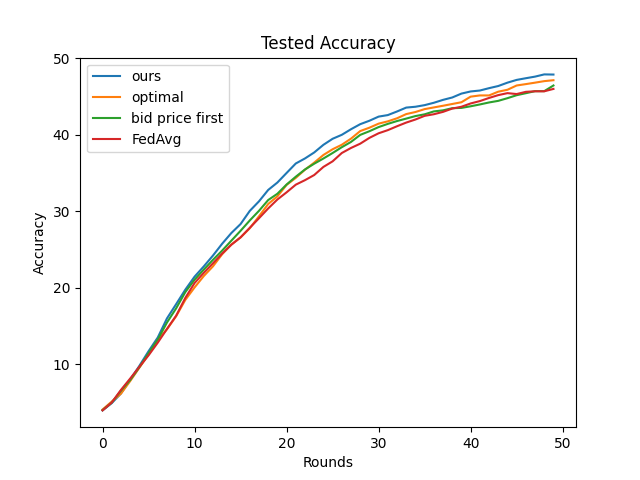 Tested Accuracy
ours
optimal
bid price first
FedAvg
Accuracy
50
40
30
20
10
0 10 20 30 40 50
Rounds